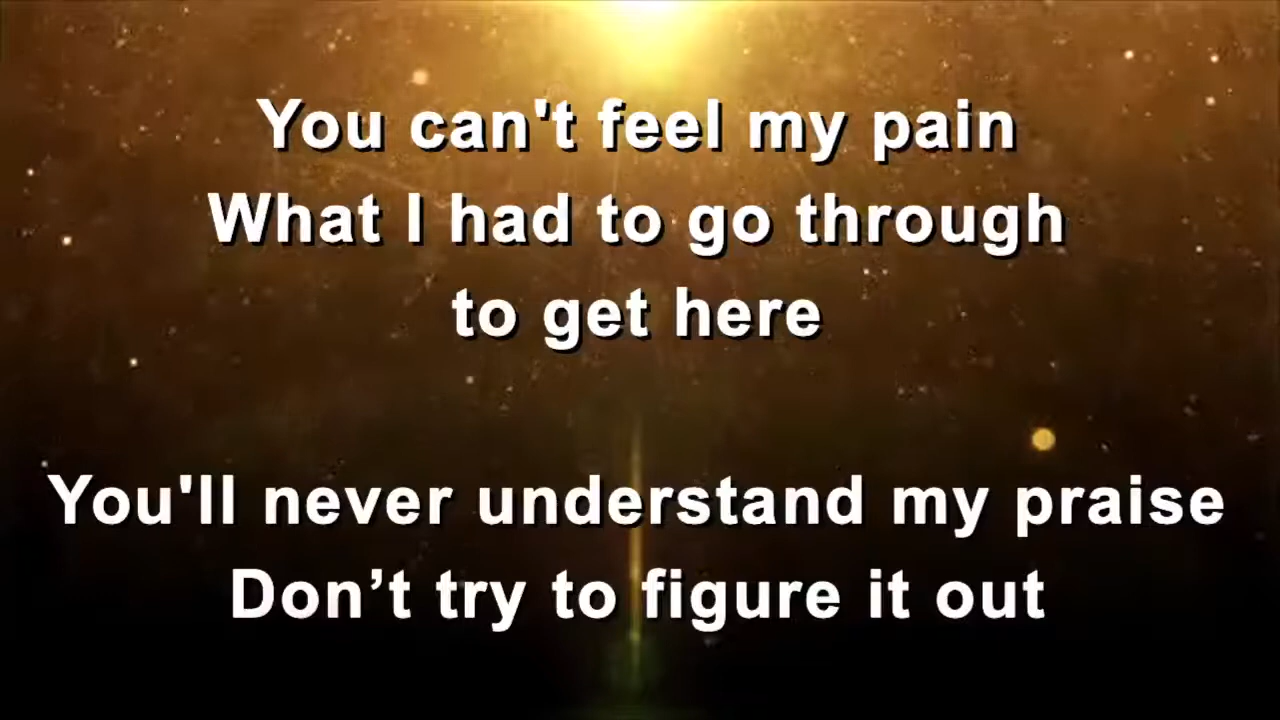 You can't feel my pain
What I had to go through
to get here
You'll never understand my praise
Don’t try to figure it out